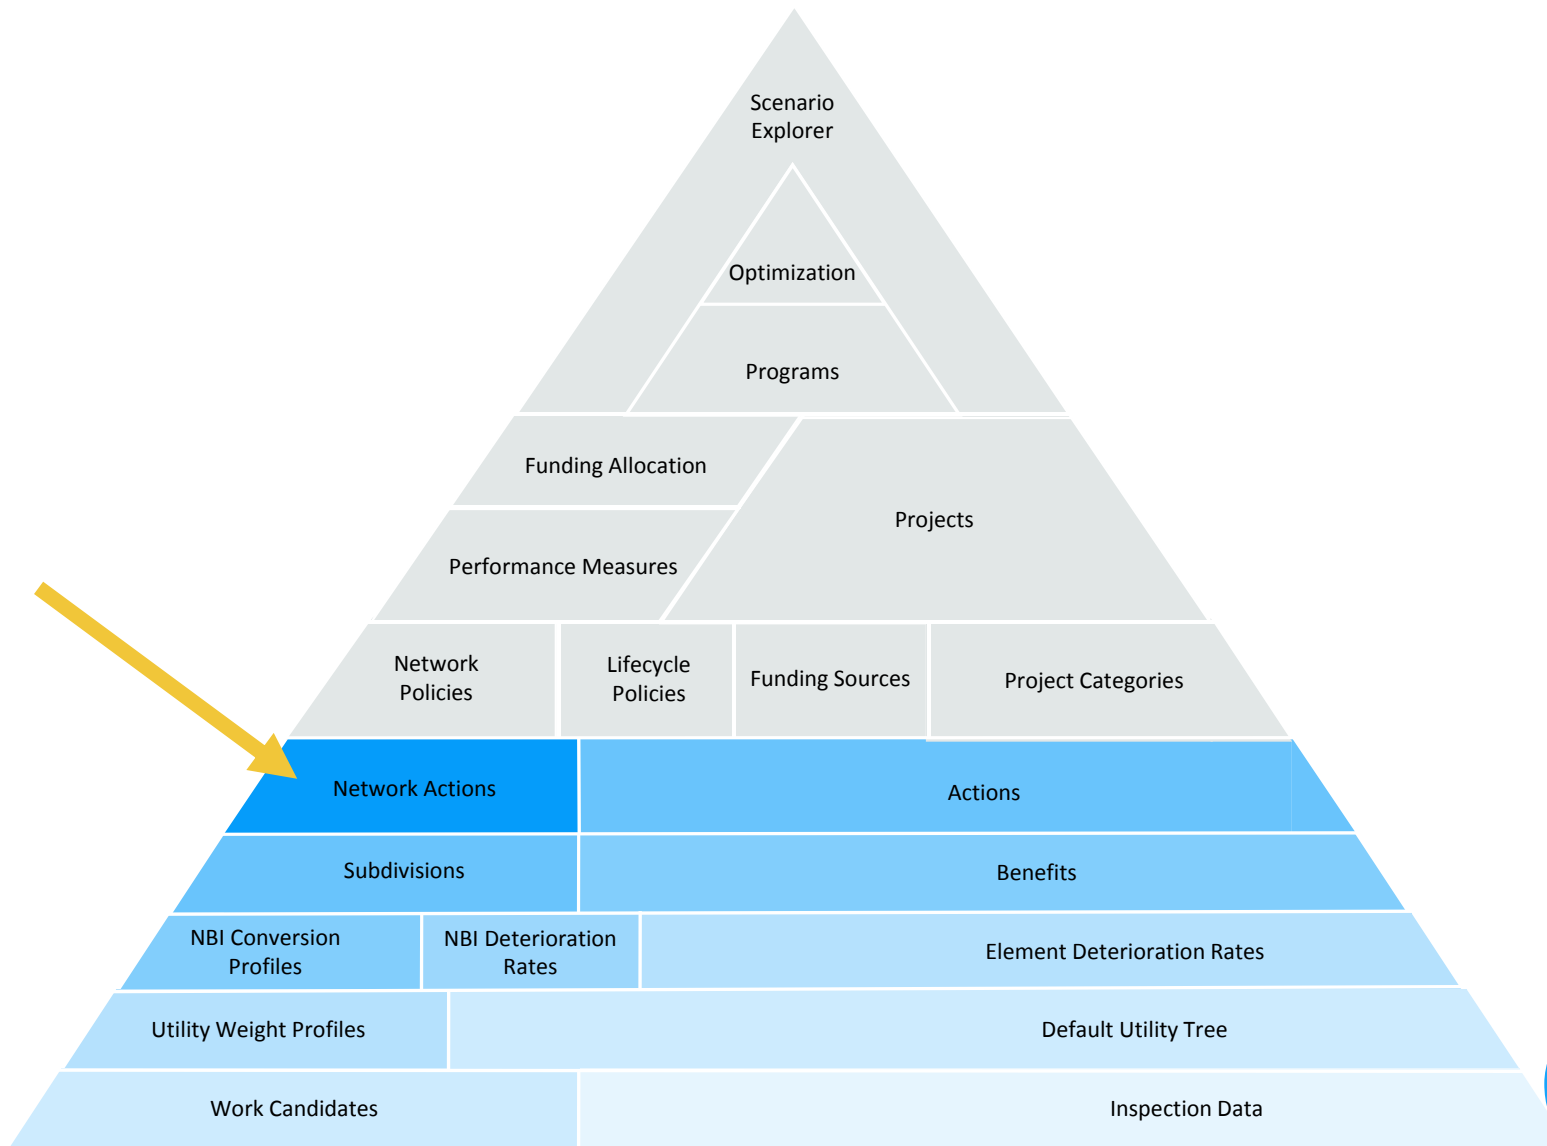 Scenario
Explorer
Optimization
Programs
Funding Allocation
Projects
Performance Measures
Network
Policies
Lifecycle
Policies
Funding Sources
Project Categories
Network Actions
Actions
Subdivisions
Benefits
NBI Conversion
Profiles
NBI Deterioration
Rates
Element Deterioration Rates
Utility Weight Profiles
Default Utility Tree
Work Candidates
Inspection Data